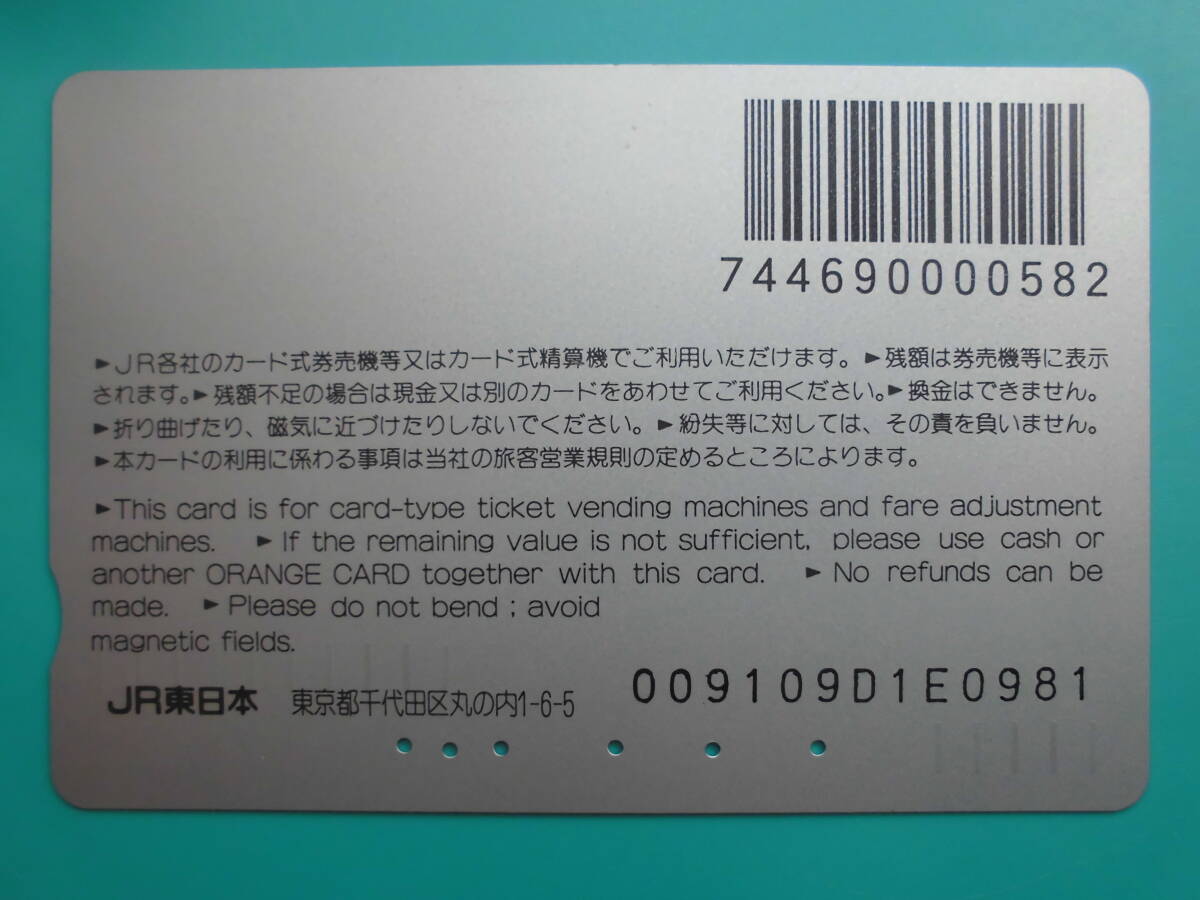 744690000582
►JR各社のカード式券売機等又はカード式精算機でご利用いただけます。►残額は券売機等に表示
されます。►残額不足の場合は現金又は別のカードをあわせてご利用ください。►換金はできません。
►折り曲げたり、磁気に近づけたりしないでください。►紛失等に対しては、その責を負いません。
►本カードの利用に係わる事項は当社の旅客営業規則の定めるところによります。
►This card is for card-type ticket vending machines and fare adjustment
machines. ►If the remaining value is not sufficient, please use cash or
another ORANGE CARD together with this card. ►No refunds can be
made. ►Please do not bend ; avoid
magnetic fields.
JR東日本 東京都千代田区丸の内1-6-5 009109D1E0981